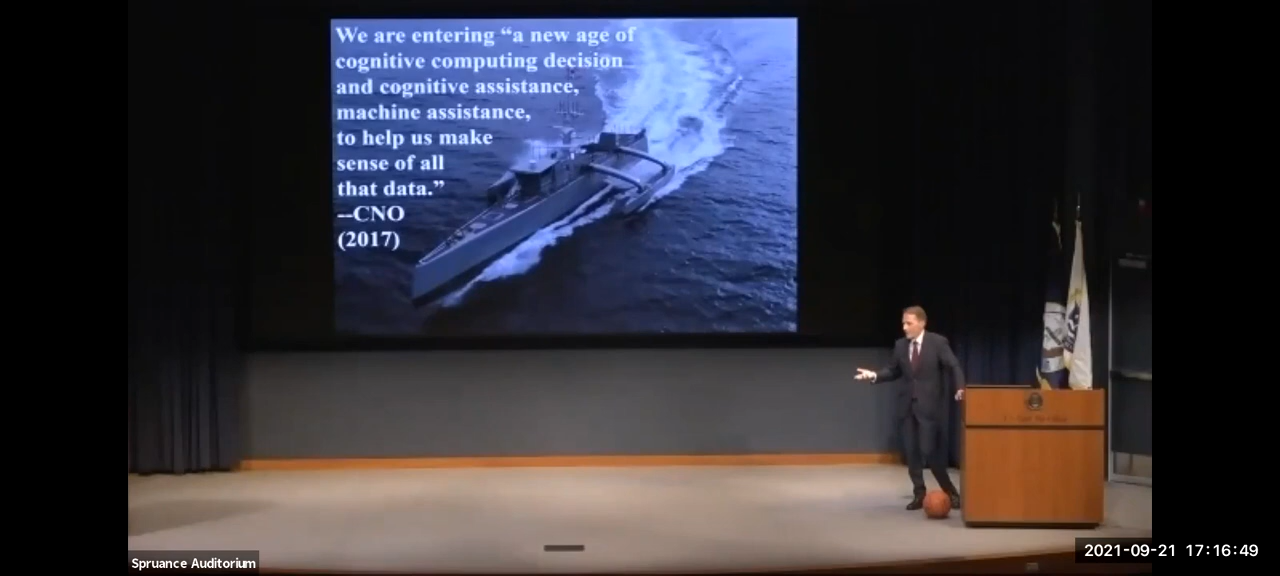 We are entering “a new age of
cognitive computing decision
and cognitive assistance,
machine assistance,
to help us make
sense of all
that data.”
--CNO
(2017)
Spruance Auditorium
2021-09-21 17:16:49